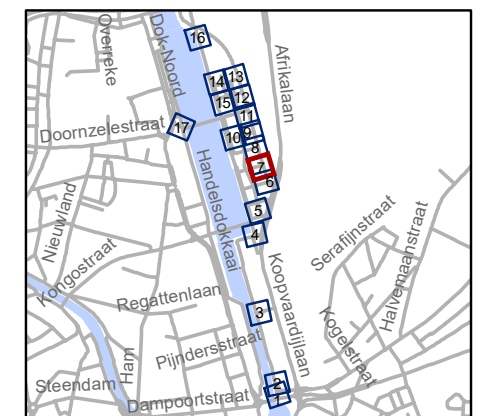 Overreke
Dok-Noord
16
Afrikalaan
14
13
15
12
11
Doornzelestraat
17
10
9
8
7
6
Handelsdokkaai
Nieuwland
5
4
Serafijnstraat
Halvemaanstraat
Kongostraat
Koopvaardijlaan
Regattenlaan
3
Kogelstraat
Pijndersstraat
Ham
Steendam
2
1
Dampoortstraat